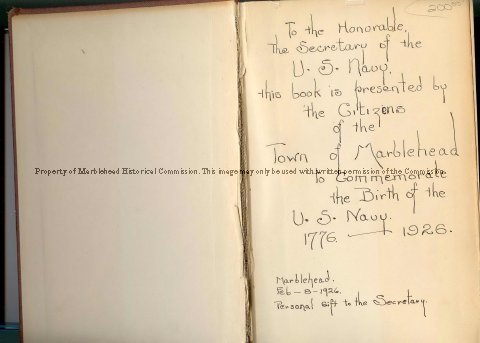 200.00
To the Honorable,
The Secretary of the
U. S. Navy.
this book is presented by
the Citizens
of the
Town of Marblehead
Property of Marblehead Historical Commission. This image may only be used with written permission of the Commission.
to Commemorate
the Birth of the
U. S. Navy.
1776. — 1926.
Marblehead.
Feb - 8 - 1926.
Personal Gift to the Secretary.